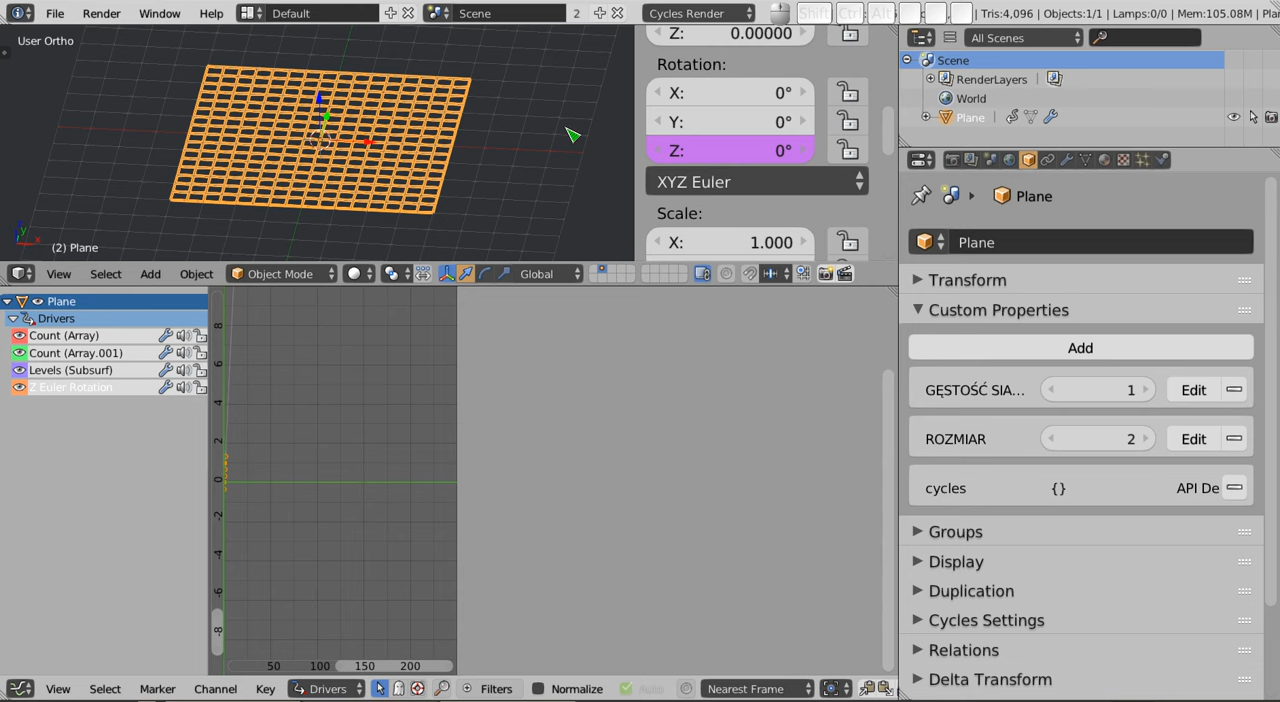 File Render Window Help Default Scene 2 Cycles Render Shift Ctrl Alt | Tris:4,096 | Objects:1/1 | Lamps:0/0 | Mem:105.08M | Pla
User Ortho
(2) Plane
View Select Add Object Object Mode Global
Z: 0.00000
Rotation:
X: 0°
Y: 0°
Z: 0°
XYZ Euler
Scale:
X: 1.000
All Scenes
Scene
RenderLayers
World
Plane
Plane
Plane
Transform
Custom Properties
Add
GĘSTOŚĆ SIA... 1 Edit
ROZMIAR 2 Edit
cycles {} API De
Groups
Display
Duplication
Cycles Settings
Relations
Delta Transform
Plane
Drivers
Count (Array)
Count (Array.001)
Levels (Subsurf)
Z Euler Rotation
8
6
4
2
0
-2
-4
-6
-8
50 100 150 200
View Select Marker Channel Key Drivers Filters Normalize Auto Nearest Frame
x
y